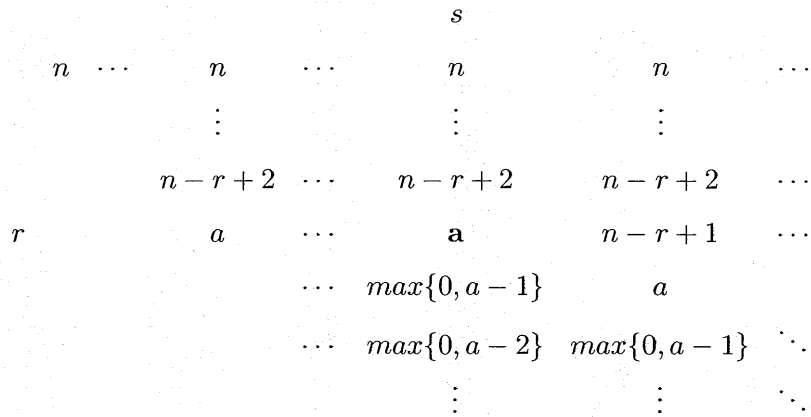 s
n ⋯ n ⋯ n n ⋯
⋮ ⋮ ⋮
n − r + 2 ⋯ n − r + 2 n − r + 2 ⋯
r a ⋯ a n − r + 1 ⋯
⋯ max{0, a − 1} a
⋯ max{0, a − 2} max{0, a − 1} ⋱
⋮ ⋮ ⋱